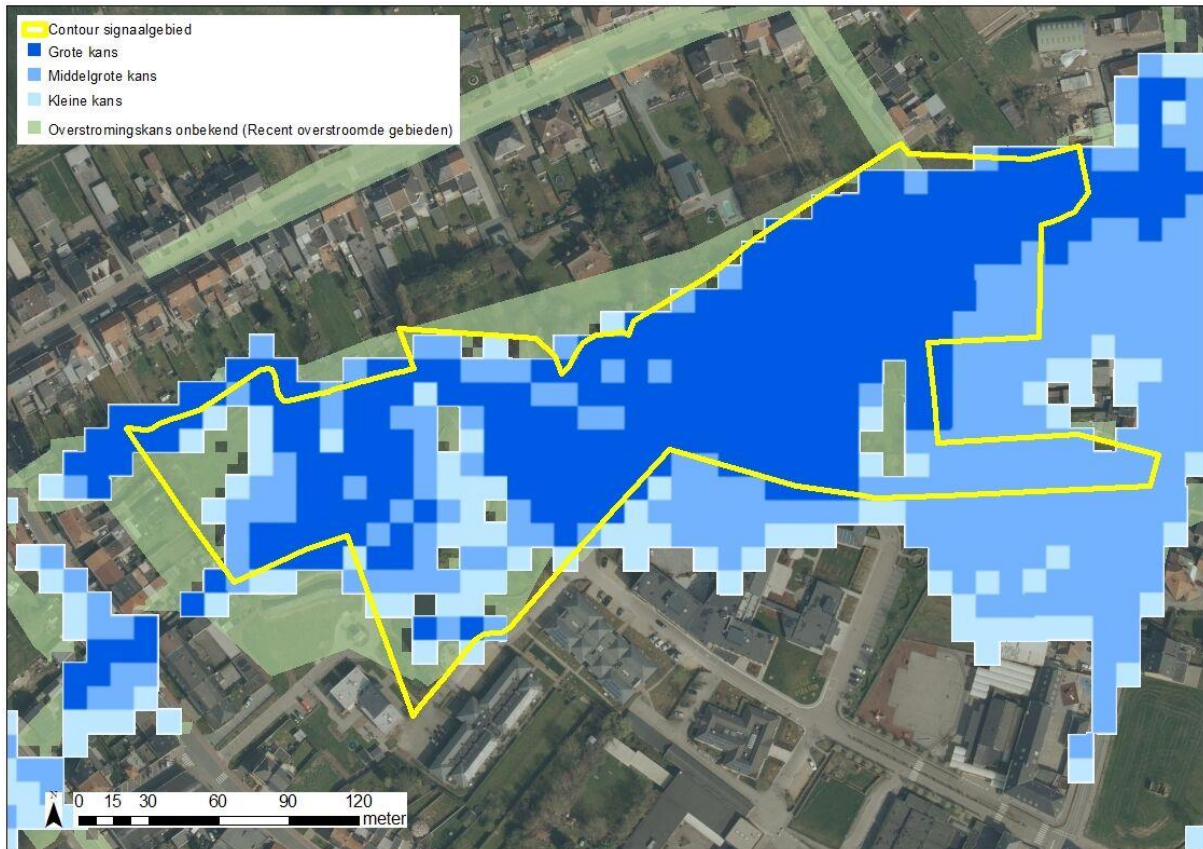 Contour signaalgebied
Grote kans
Middelgrote kans
Kleine kans
Overstromingskans onbekend (Recent overstroomde gebieden)
N
0 15 30 60 90 120
meter